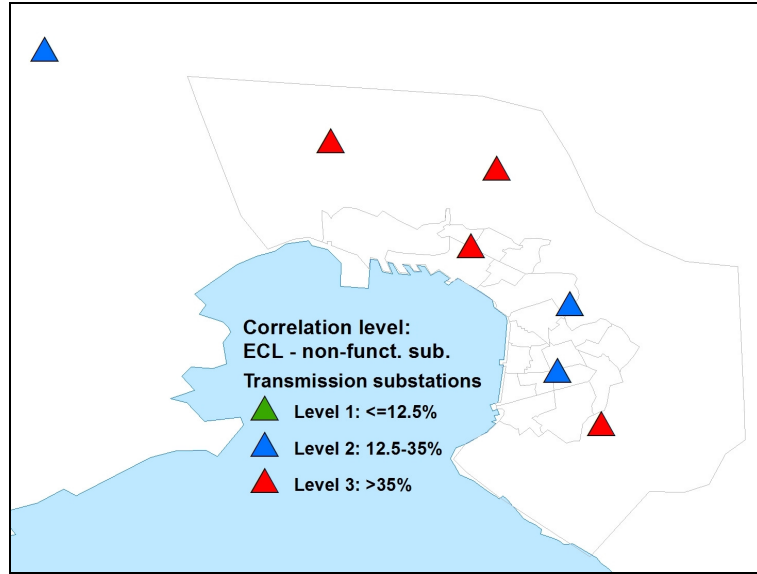 Correlation level:
ECL - non-funct. sub.
Transmission substations
Level 1: <=12.5%
Level 2: 12.5-35%
Level 3: >35%